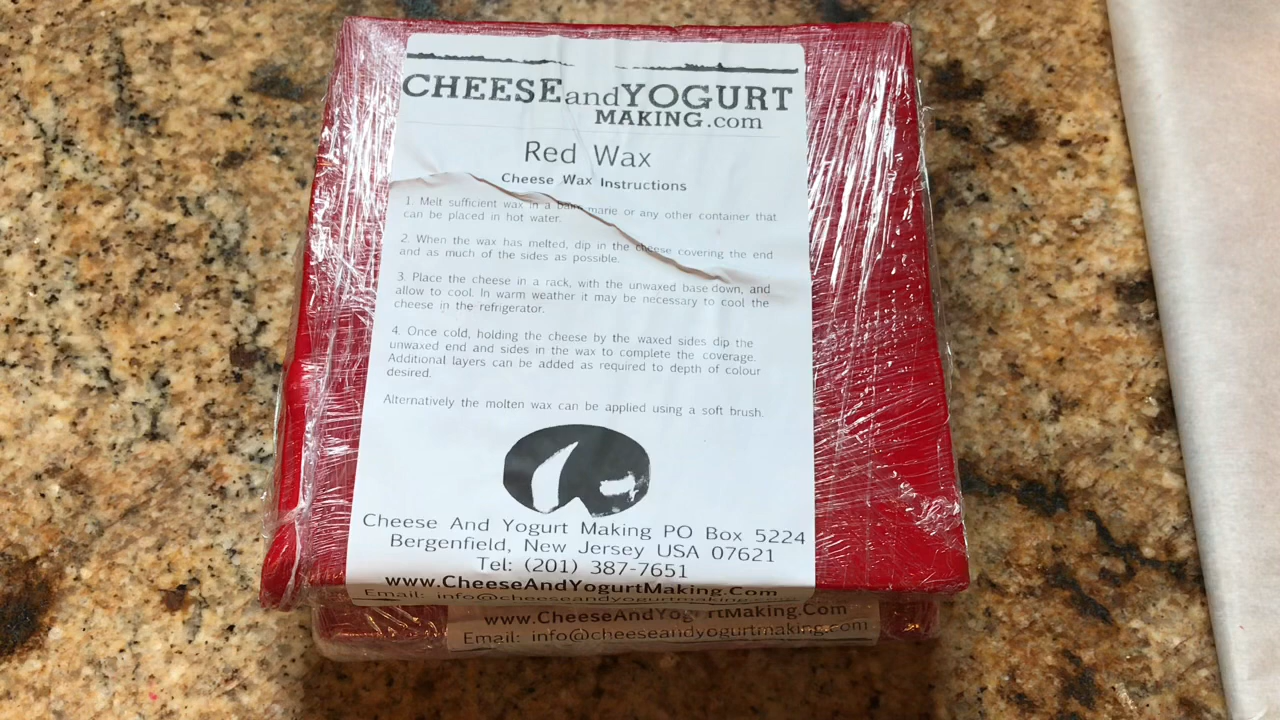 CHEESEandYOGURT
MAKING.com
Red Wax
Cheese Wax Instructions
1. Melt sufficient wax in a bain marie or any other container that
can be placed in hot water.
2. When the wax has melted, dip in the cheese covering the end
and as much of the sides as possible.
3. Place the cheese in a rack, with the unwaxed base down, and
allow to cool. In warm weather it may be necessary to cool the
cheese in the refrigerator.
4. Once cold, holding the cheese by the waxed sides dip the
unwaxed end and sides in the wax to complete the coverage.
Additional layers can be added as required to depth of colour
desired.
Alternatively the molten wax can be applied using a soft brush.
Cheese And Yogurt Making PO Box 5224
Bergenfield, New Jersey USA 07621
Tel: (201) 387-7651
www.CheeseAndYogurtMaking.Com
Email: info@cheeseandyogurtmaking.com
www.CheeseAndYogurtMaking.Com
Email: info@cheeseandyogurtmaking.com